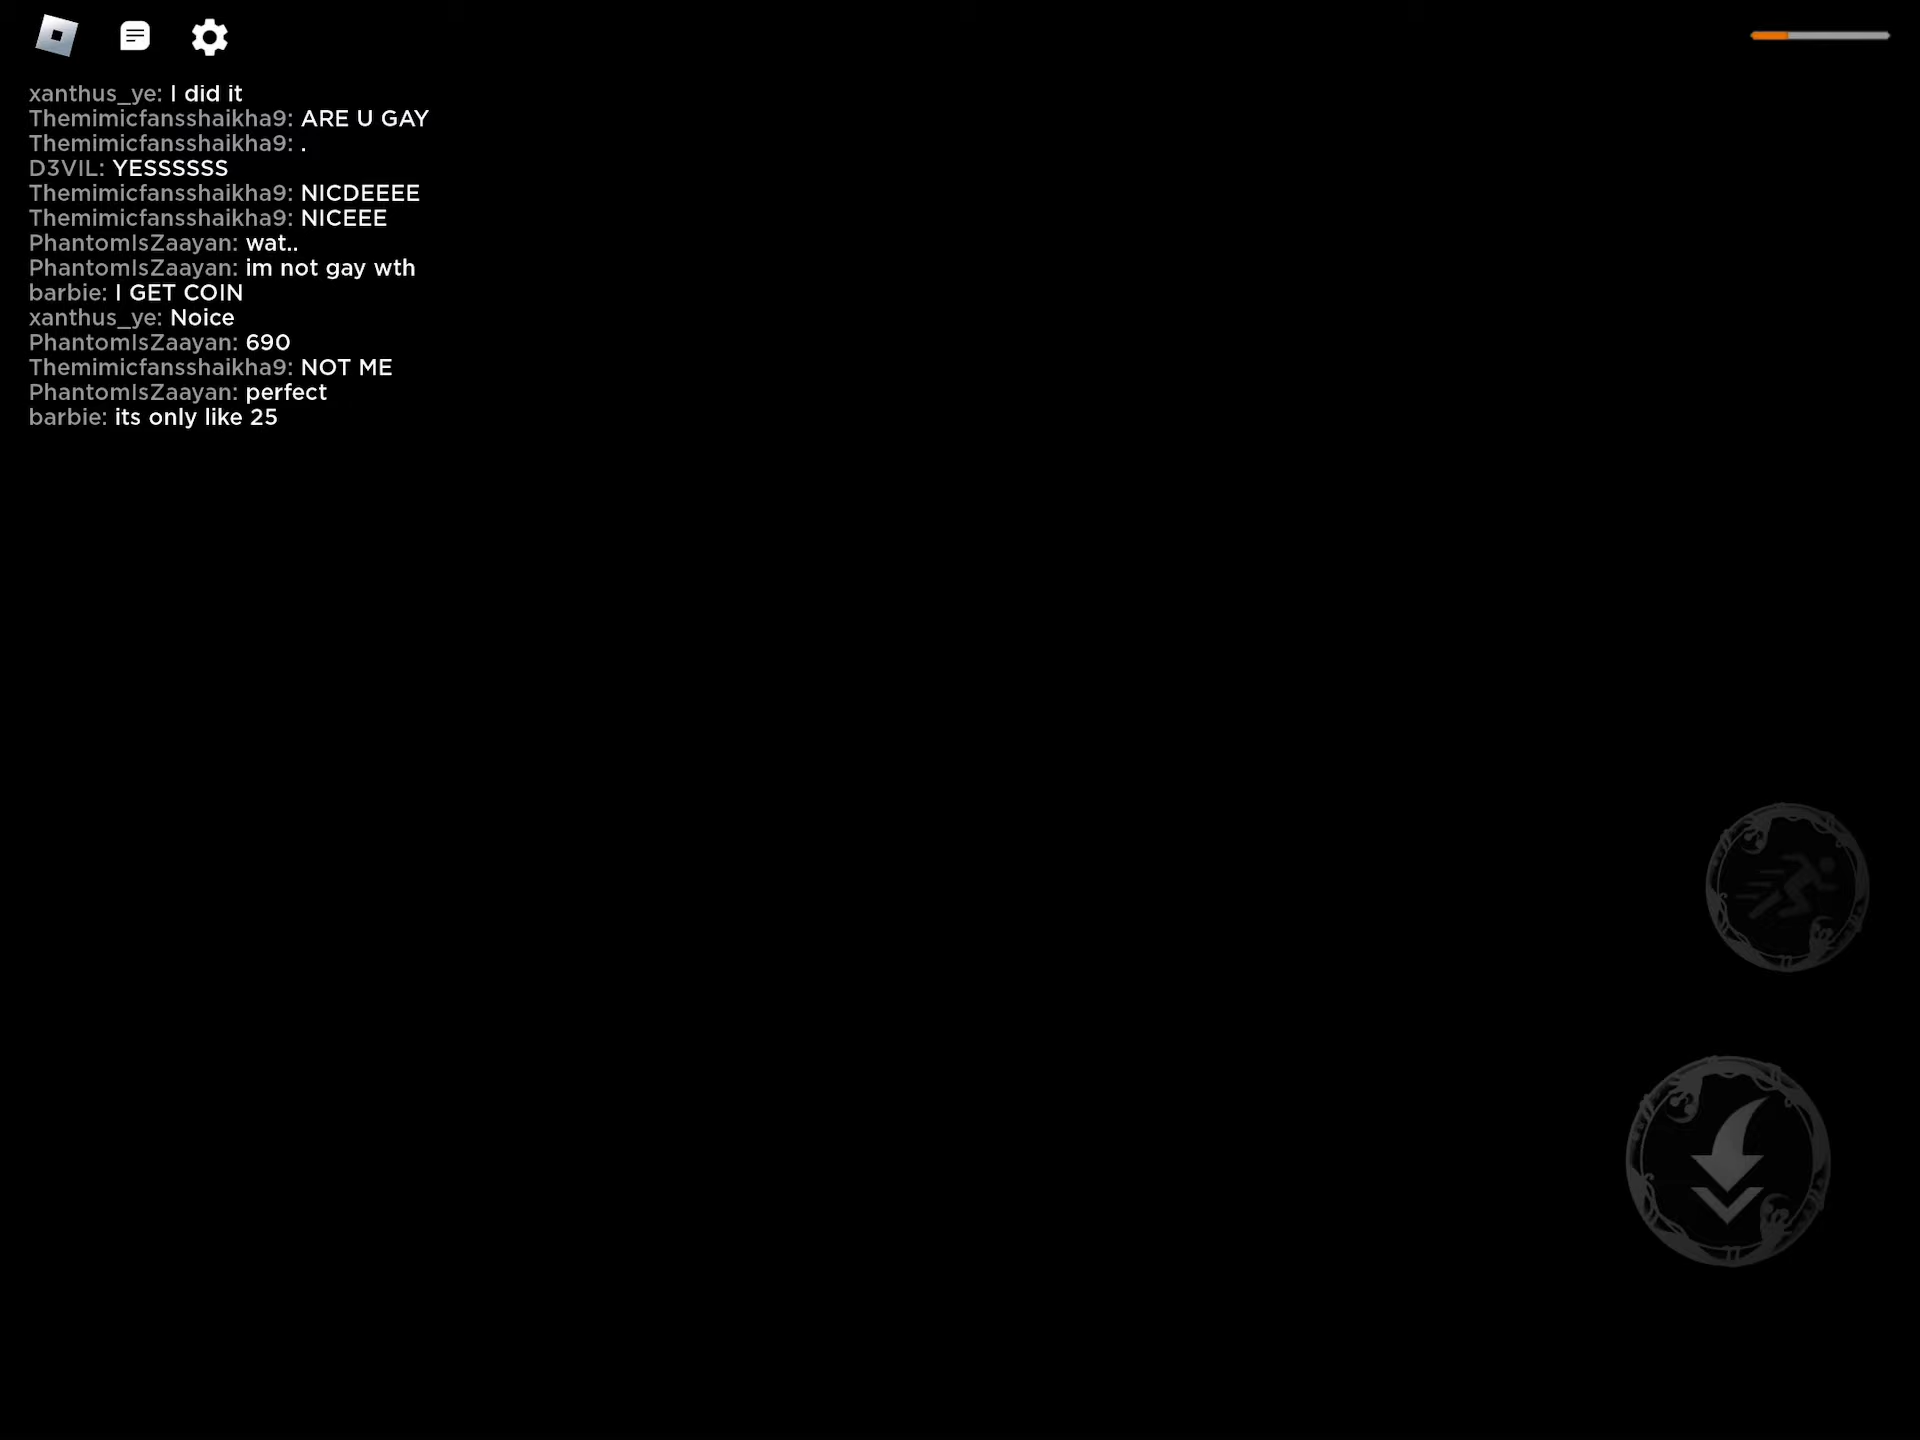 xanthus_ye: I did it
Themimicfansshaikha9: ARE U GAY
Themimicfansshaikha9: .
D3VIL: YESSSSSS
Themimicfansshaikha9: NICDEEEE
Themimicfansshaikha9: NICEEE
PhantomIsZaayan: wat..
PhantomIsZaayan: im not gay wth
barbie: I GET COIN
xanthus_ye: Noice
PhantomIsZaayan: 690
Themimicfansshaikha9: NOT ME
PhantomIsZaayan: perfect
barbie: its only like 25